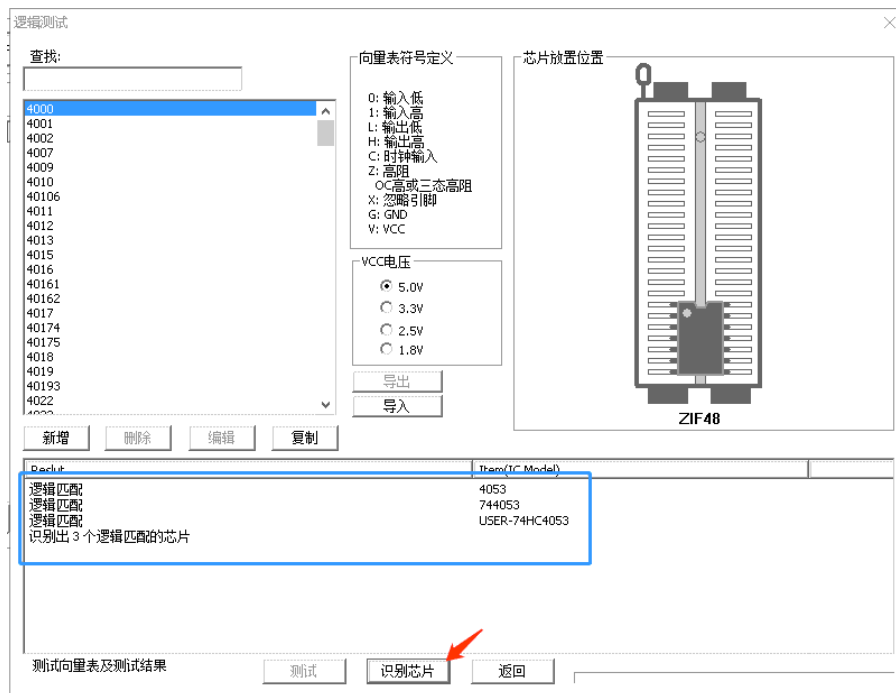 逻辑测试
查找:
4000
4001
4002
4007
4009
4010
40106
4011
4012
4013
4015
4016
40161
40162
4017
40174
40175
4018
4019
40193
4022
新增
删除
编辑
复制
向量表符号定义
0: 输入低
1: 输入高
L: 输出低
H: 输出高
C: 时钟输入
Z: 高阻
OC高或三态高阻
X: 忽略引脚
G: GND
V: VCC
VCC电压
5.0V
3.3V
2.5V
1.8V
导出
导入
芯片放置位置
ZIF48
Reslut Item(IC Model)
逻辑匹配 4053
逻辑匹配 744053
逻辑匹配 USER-74HC4053
识别出 3 个逻辑匹配的芯片
测试向量表及测试结果
测试
识别芯片
返回